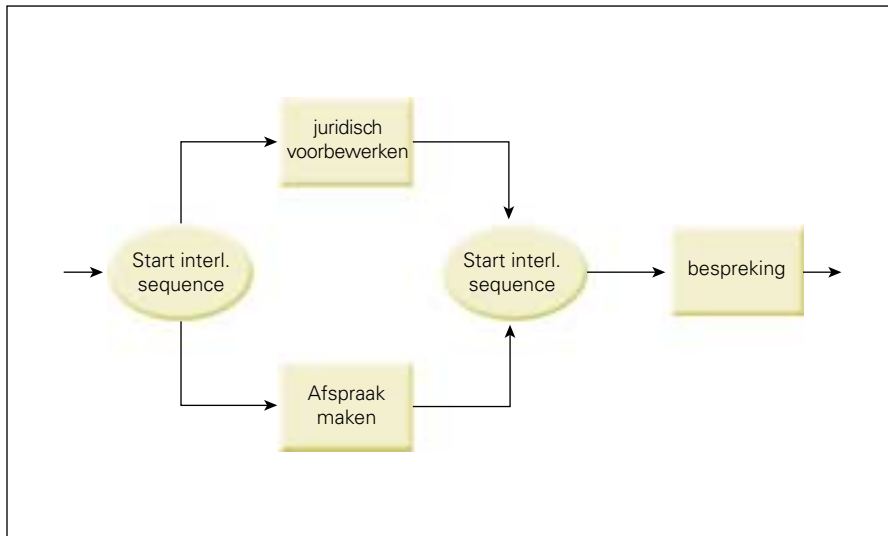 juridisch
voorbewerken
Start interl.
sequence
Start interl.
sequence
bespreking
Afspraak
maken